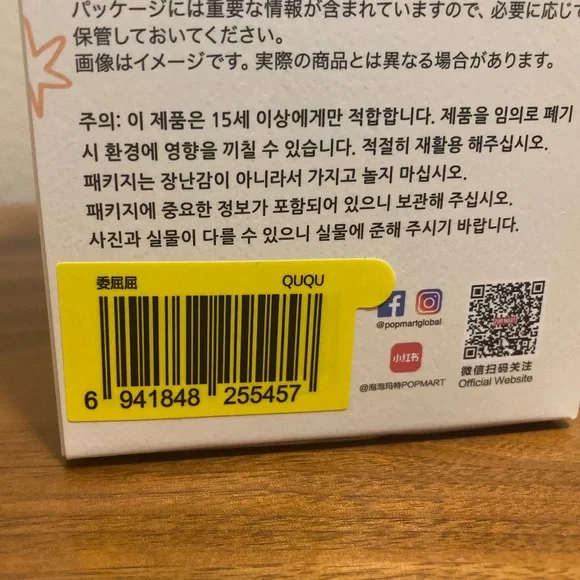 パッケージには重要な情報が含まれていますので、必要に応じて
保管しておいてください。
画像はイメージです。実際の商品とは異なる場合があります。
주의: 이 제품은 15세 이상에게만 적합합니다. 제품을 임의로 폐기
시 환경에 영향을 끼칠 수 있습니다. 적절히 재활용 해주십시오.
패키지는 장난감이 아니라서 가지고 놀지 마십시오.
패키지에 중요한 정보가 포함되어 있으니 보관해 주십시오.
사진과 실물이 다를 수 있으니 실물에 준해 주시기 바랍니다.
委屈屈 QUQU
6 941848 255457
@popmartglobal
小红书
@泡泡玛特POPMART
POP MART
微信扫码关注
Official Website